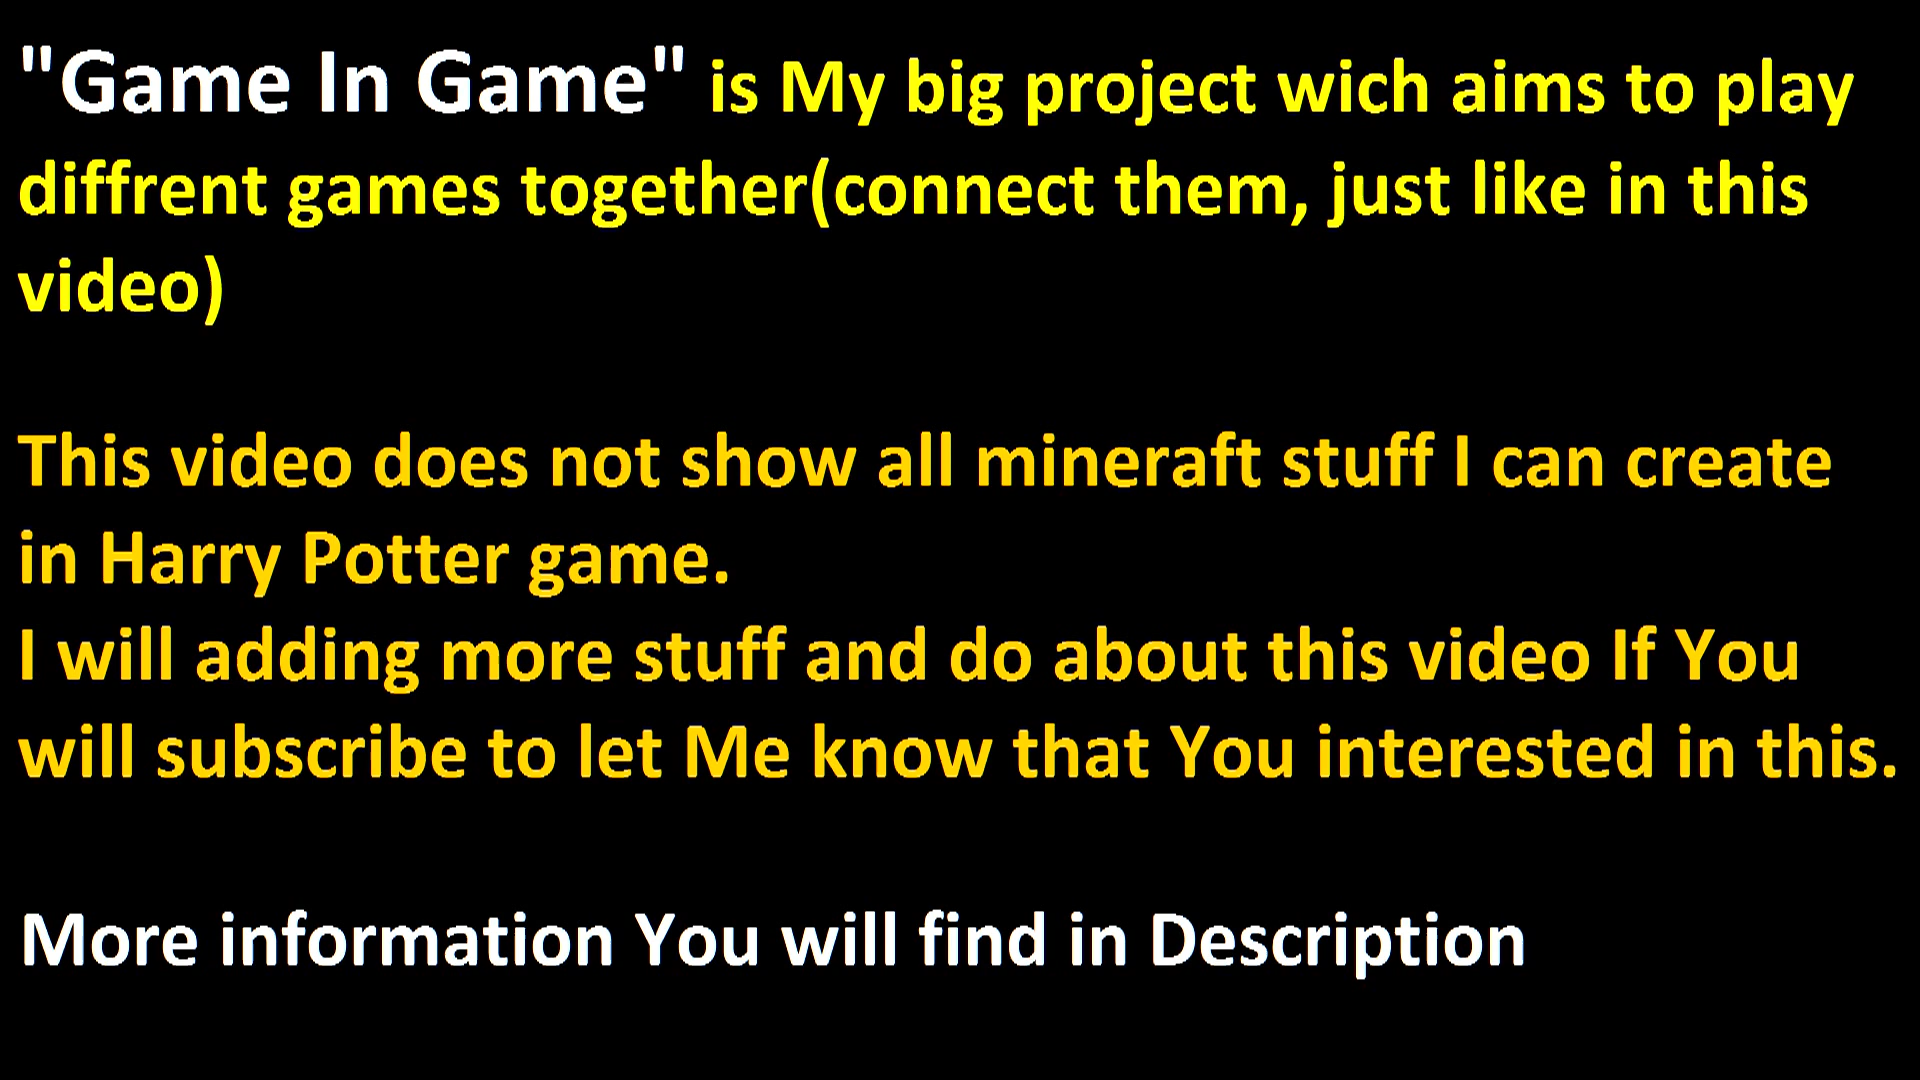 "Game In Game" is My big project wich aims to play
diffrent games together(connect them, just like in this
video)
This video does not show all mineraft stuff I can create
in Harry Potter game.
I will adding more stuff and do about this video If You
will subscribe to let Me know that You interested in this.
More information You will find in Description